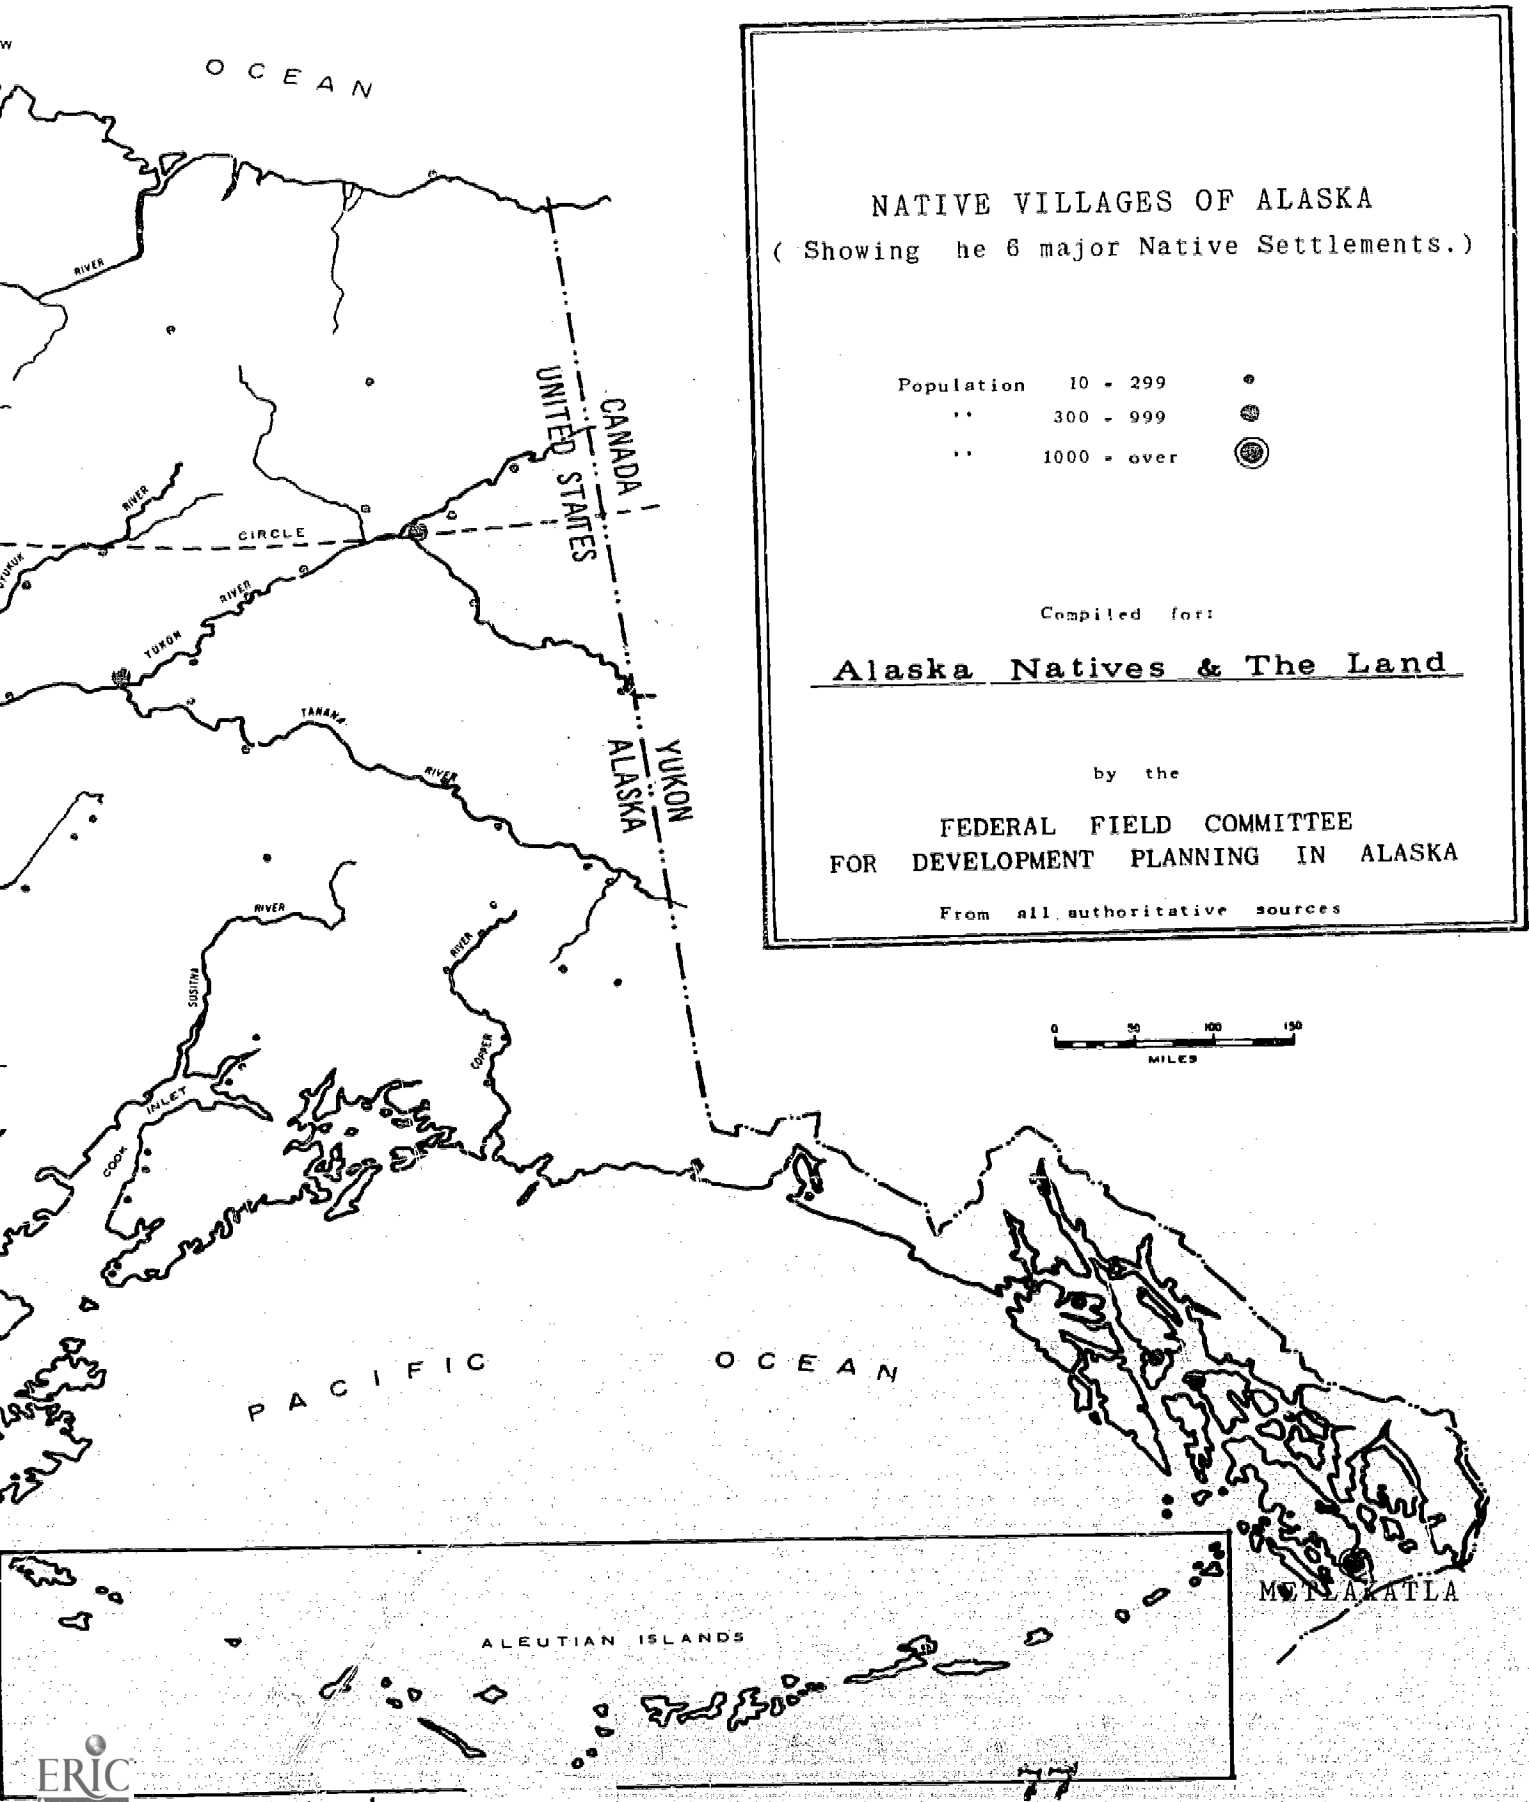 W
OCEAN
NATIVE VILLAGES OF ALASKA
( Showing he 6 major Native Settlements.)
RIVER
Population 10 - 299
'' 300 - 999
'' 1000 - over
UNITED STATES
CANADA
RIVER
CIRCLE
RIVER
YUKON
Compiled for:
Alaska Natives & The Land
TANANA
RIVER
ALASKA
YUKON
by the
FEDERAL FIELD COMMITTEE
FOR DEVELOPMENT PLANNING IN ALASKA
From all authoritative sources
RIVER
RIVER
SUSITNA
COPPER
0 50 100 150
MILES
INLET
COOK
PACIFIC OCEAN
METLAKATLA
ALEUTIAN ISLANDS
ERIC